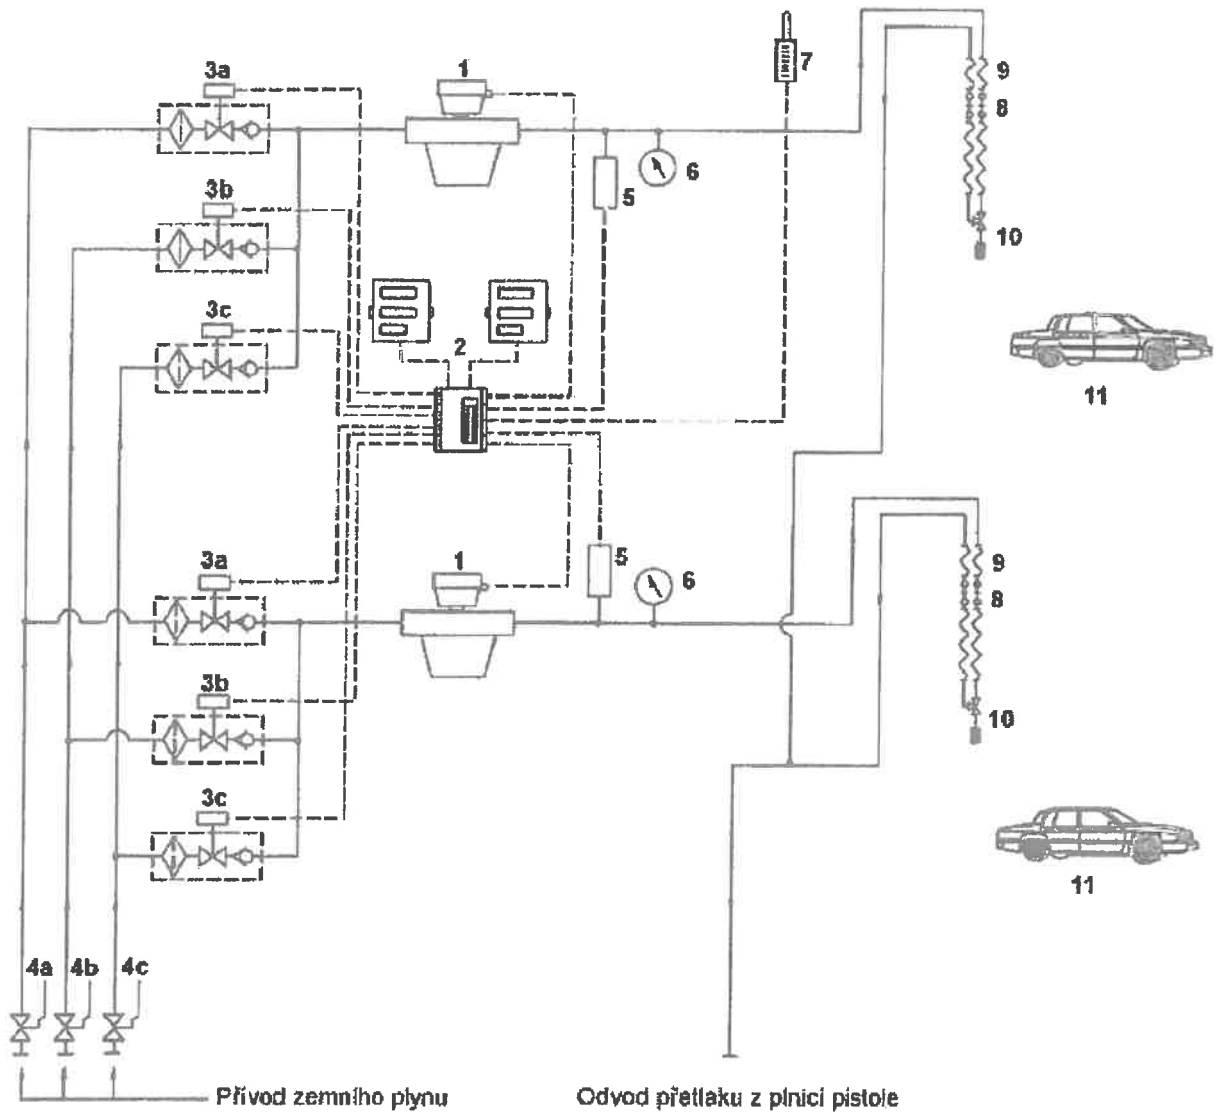 3a
1
7
9
8
6
5
3b
10
3c
2
11
3a
1
5
6
9
8
3b
10
3c
11
4a 4b 4c
Přívod zemního plynu
Odvod přetlaku z plnicí pistole